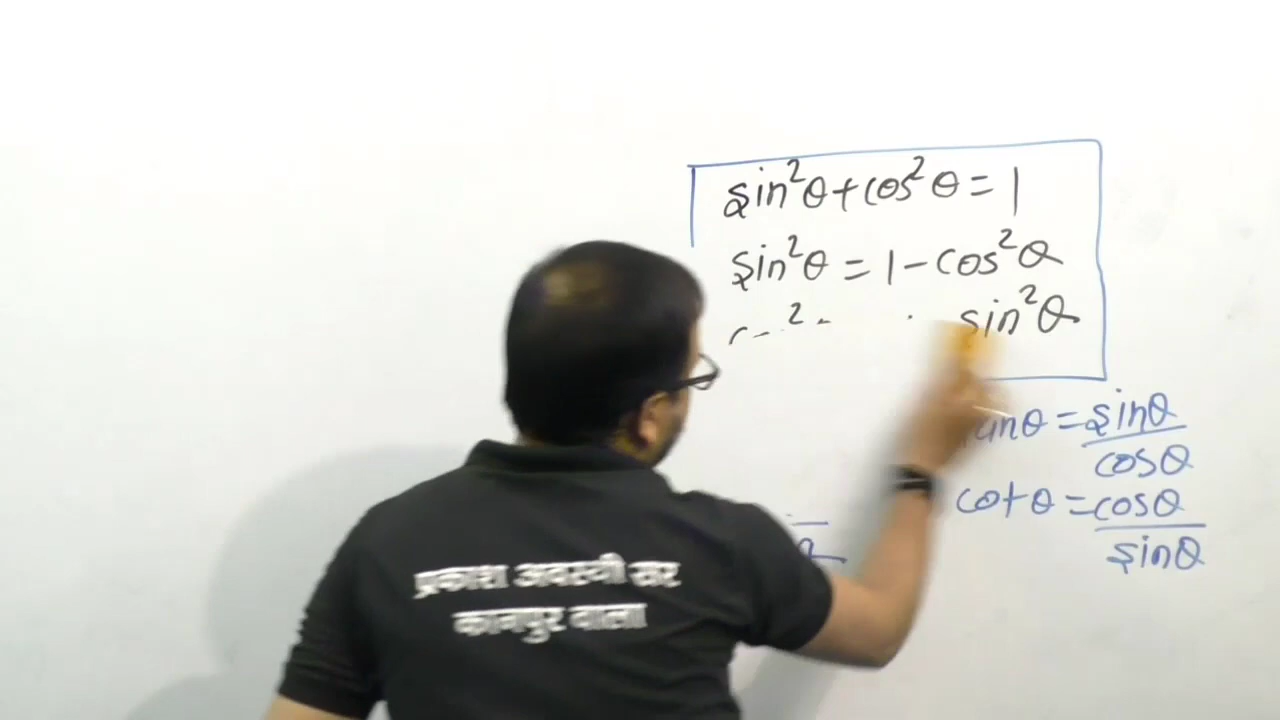 sin²θ+cos²θ=1
sin²θ=1-cos²θ
sin²θ
tanθ=sinθ/cosθ
cotθ=cosθ/sinθ
प्रकाश अवस्थी सर
कानपुर वाला